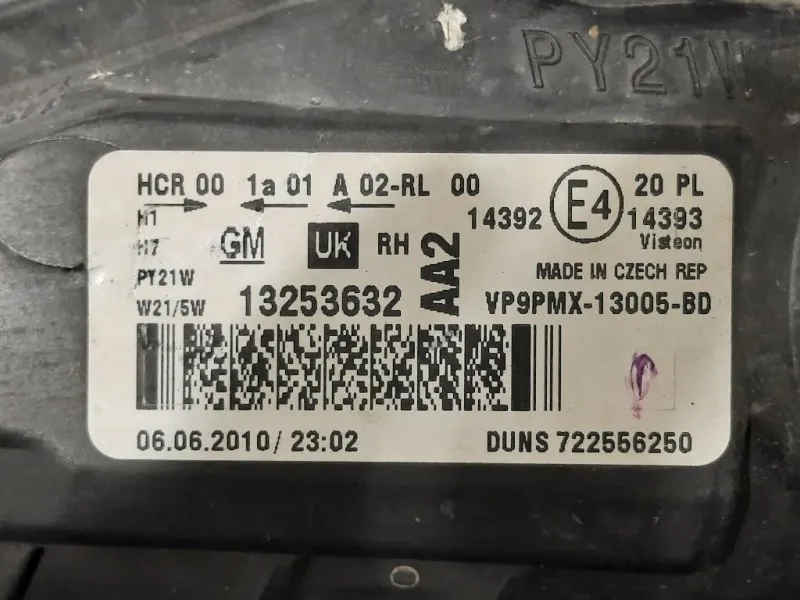 PY21W
HCR 00 1a 01 A 02-RL 00
H1
H7
PY21W
W21/5W
GM UK RH
13253632
AA2
14392 E4 14393
20 PL
Visteon
MADE IN CZECH REP
VP9PMX-13005-BD
06.06.2010/ 23:02
DUNS 722556250